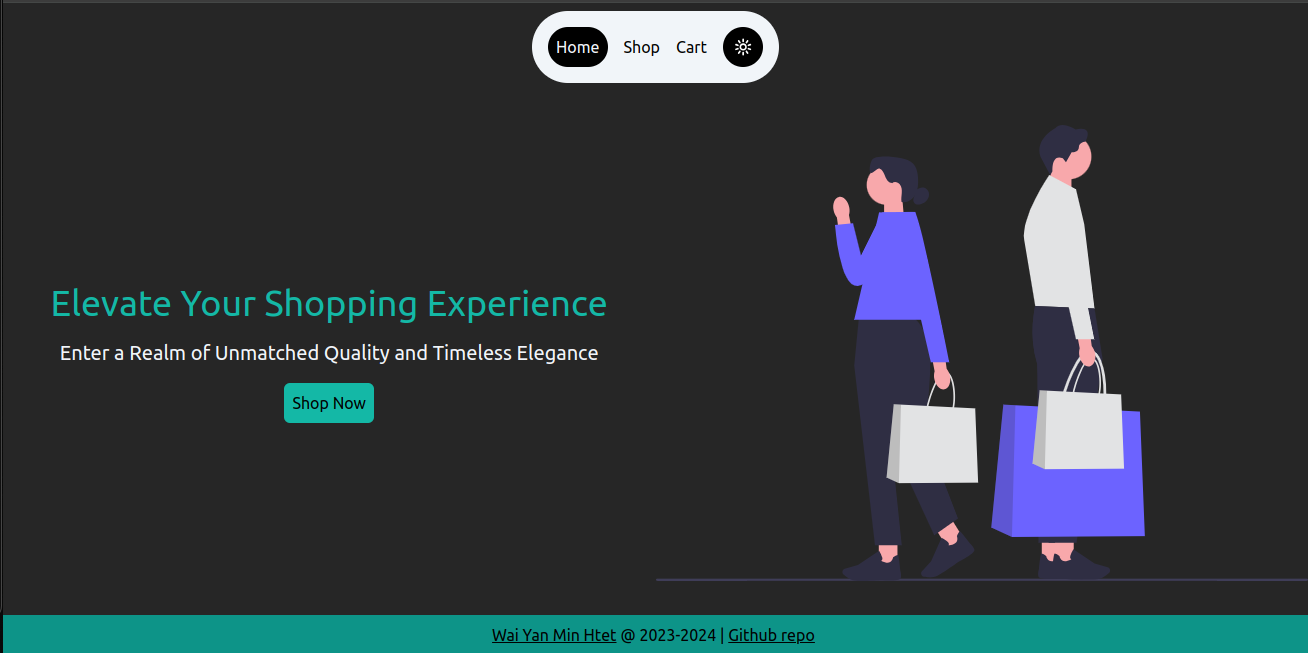 Home Shop Cart
Elevate Your Shopping Experience
Enter a Realm of Unmatched Quality and Timeless Elegance
Shop Now
Wai Yan Min Htet @ 2023-2024 | Github repo